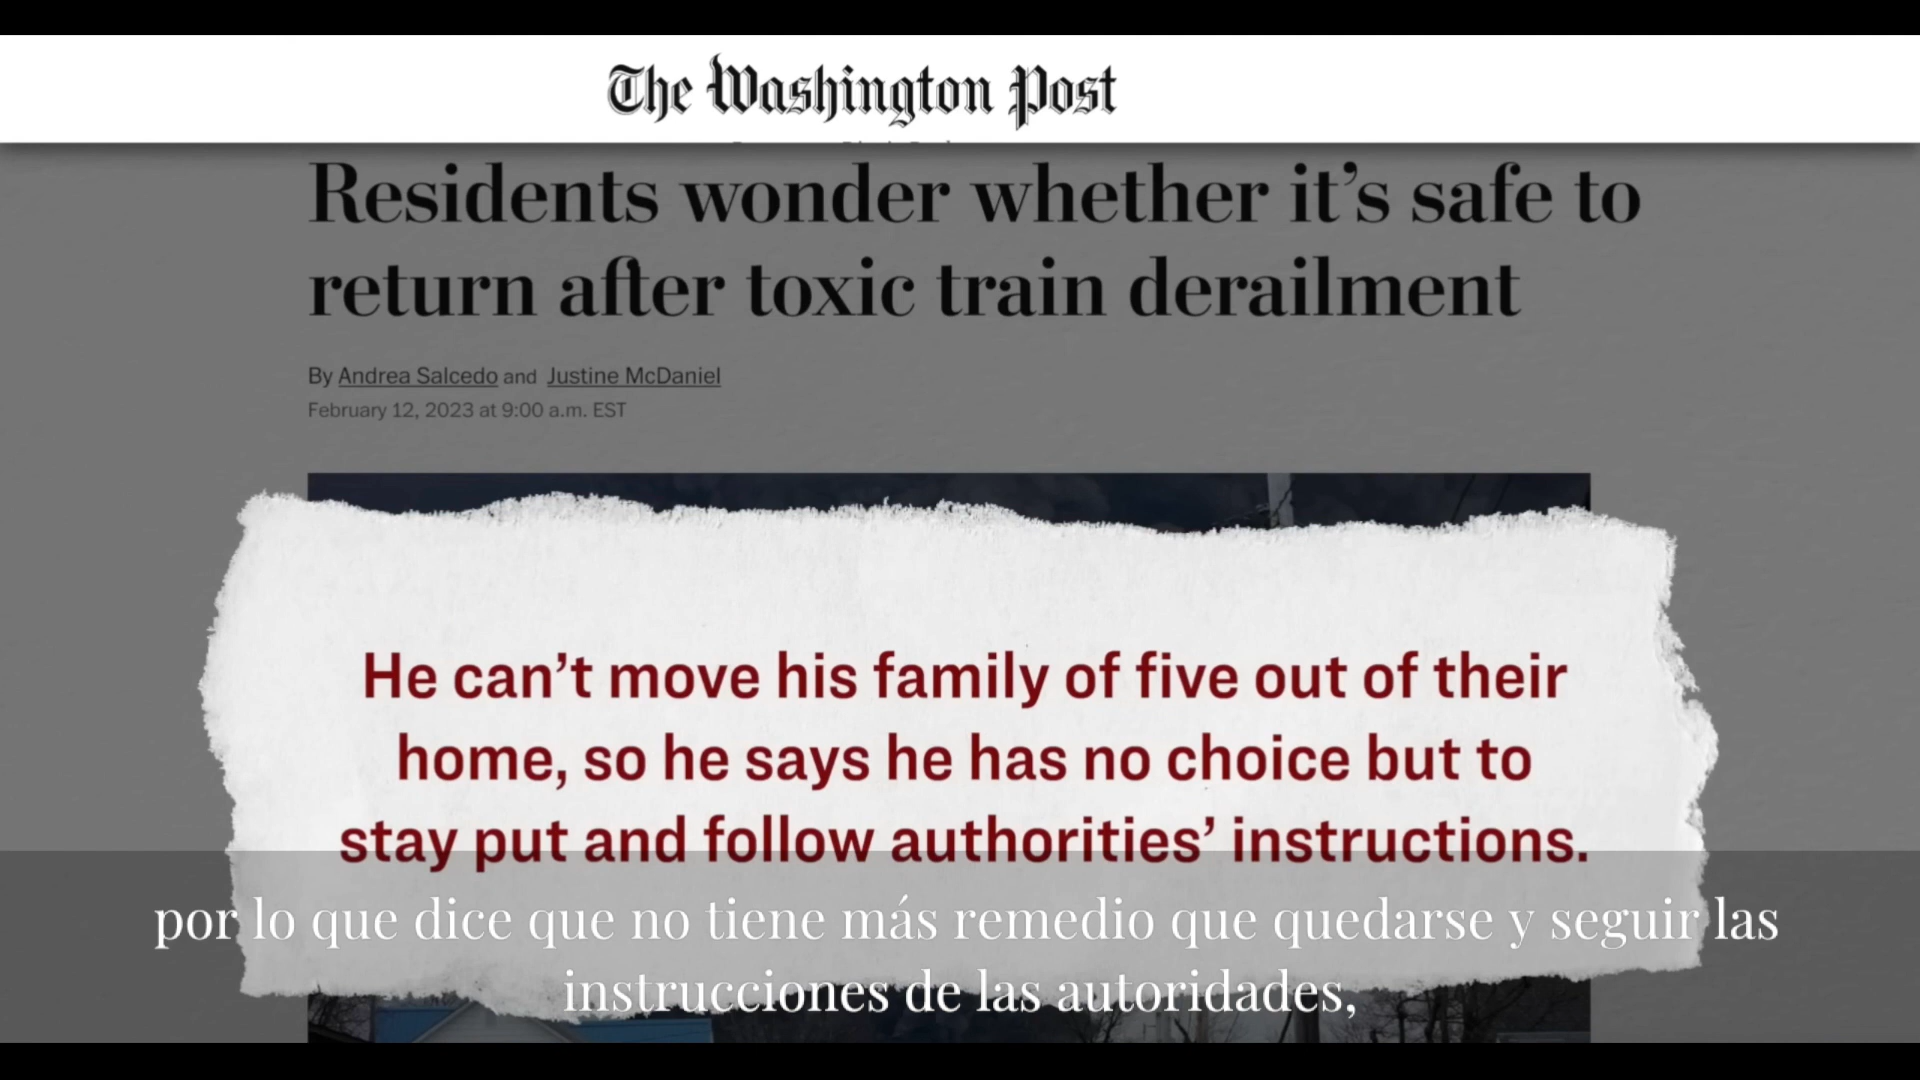 The Washington Post
Residents wonder whether it’s safe to
return after toxic train derailment
By Andrea Salcedo and Justine McDaniel
February 12, 2023 at 9:00 a.m. EST
He can’t move his family of five out of their
home, so he says he has no choice but to
stay put and follow authorities’ instructions.
por lo que dice que no tiene más remedio que quedarse y seguir las
instrucciones de las autoridades,